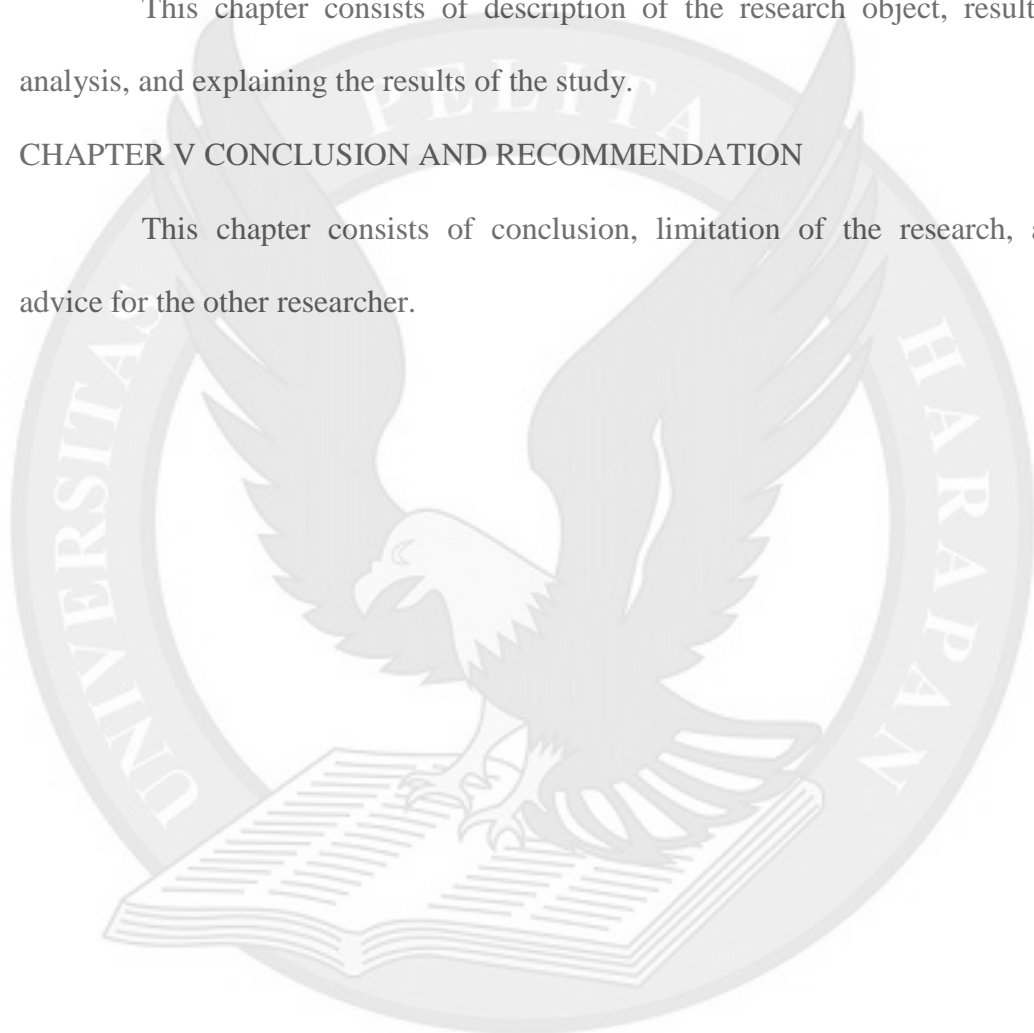 This chapter consists of description of the research object, result
analysis, and explaining the results of the study.
CHAPTER V CONCLUSION AND RECOMMENDATION
This chapter consists of conclusion, limitation of the research, a
advice for the other researcher.
UNIVERSITAS PELITA HARAPAN